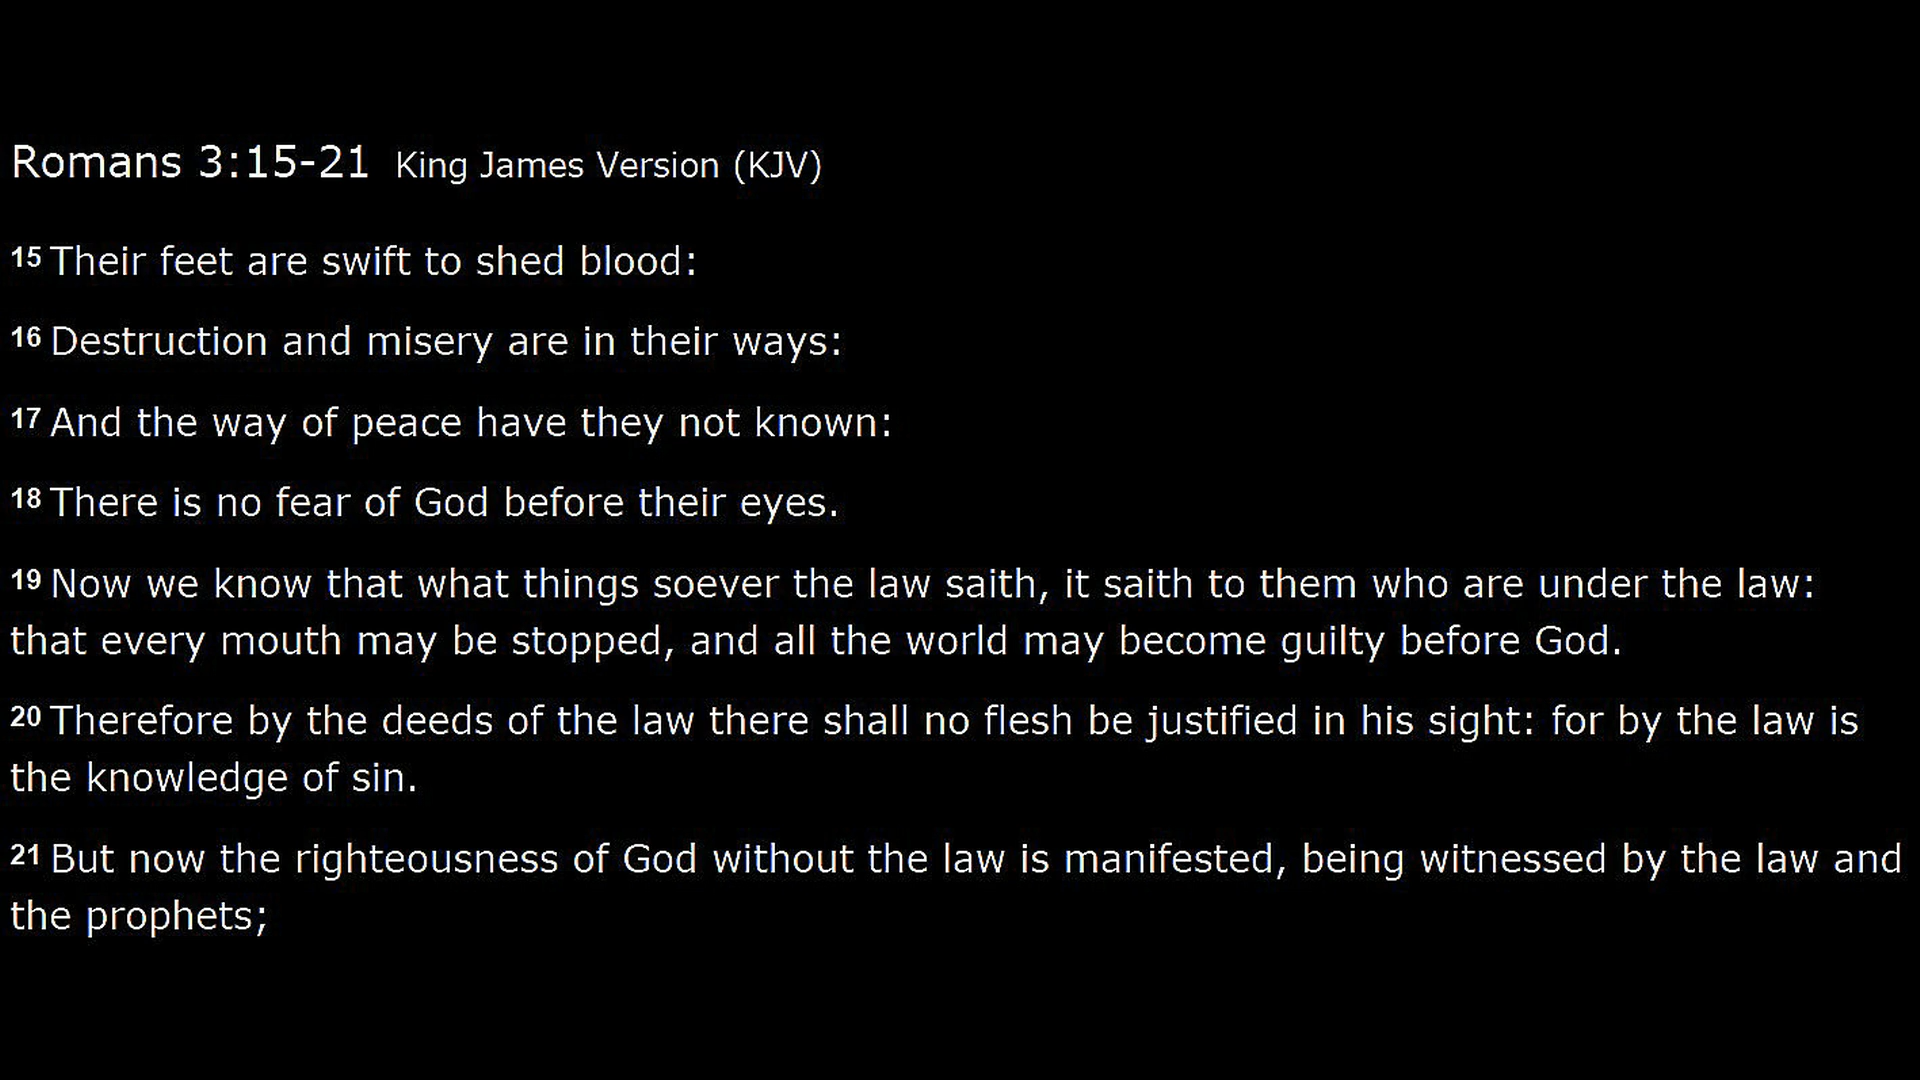 Romans 3:15-21 King James Version (KJV)
15 Their feet are swift to shed blood:
16 Destruction and misery are in their ways:
17 And the way of peace have they not known:
18 There is no fear of God before their eyes.
19 Now we know that what things soever the law saith, it saith to them who are under the law:
that every mouth may be stopped, and all the world may become guilty before God.
20 Therefore by the deeds of the law there shall no flesh be justified in his sight: for by the law is
the knowledge of sin.
21 But now the righteousness of God without the law is manifested, being witnessed by the law and
the prophets;